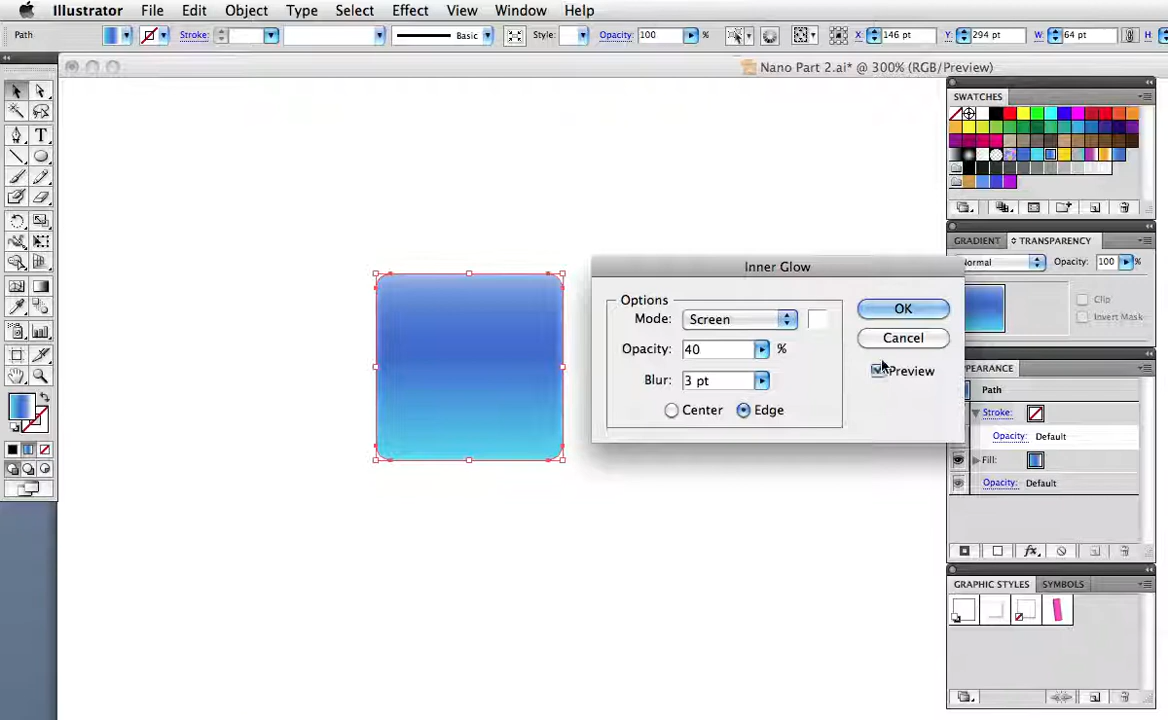 Illustrator File Edit Object Type Select Effect View Window Help
Path Stroke: Basic Style: Opacity: 100 % X: 146 pt Y: 294 pt W: 64 pt H:
Nano Part 2.ai* @ 300% (RGB/Preview)
SWATCHES
GRADIENT TRANSPARENCY
Normal Opacity: 100 %
Clip
Invert Mask
Inner Glow
Options
Mode: Screen
Opacity: 40 %
Blur: 3 pt
Center Edge
OK
Cancel
Preview
PEARANCE
Path
Stroke:
Opacity: Default
Fill:
Opacity: Default
fx
GRAPHIC STYLES SYMBOLS